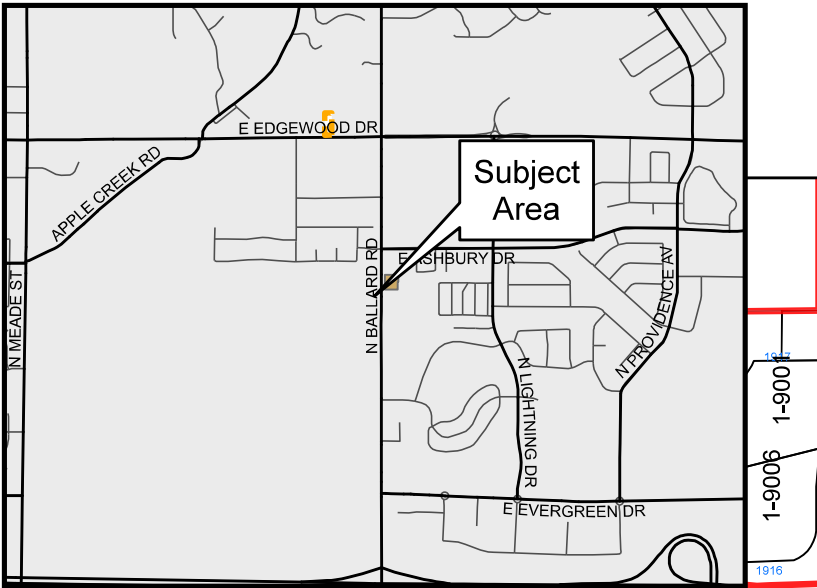 E EDGEWOOD DR
APPLE CREEK RD
Subject
Area
E ASHBURY DR
N BALLARD RD
N MEADE ST
N PROVIDENCE AV
N LIGHTNING DR
E EVERGREEN DR
1917
1-900
1-9006
1916